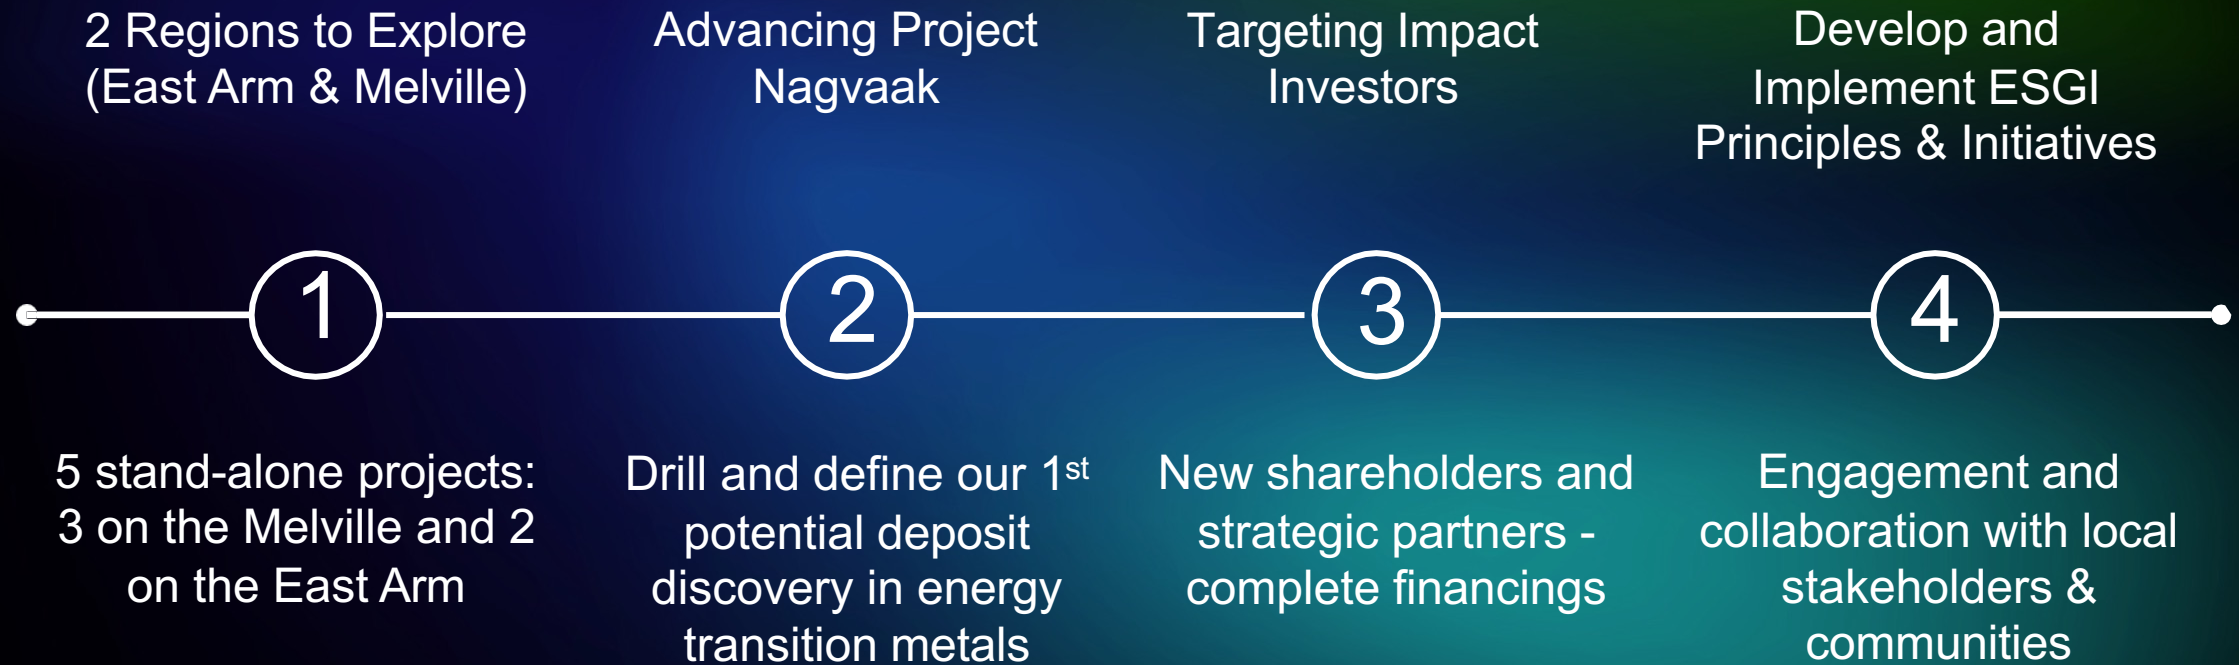 2 Regions to Explore
(East Arm & Melville)
Advancing Project
Nagvaak
Targeting Impact
Investors
Develop and
Implement ESGI
Principles & Initiatives
1
2
3
4
5 stand-alone projects:
3 on the Melville and 2
on the East Arm
Drill and define our 1st
potential deposit
discovery in energy
transition metals
New shareholders and
strategic partners -
complete financings
Engagement and
collaboration with local
stakeholders &
communities